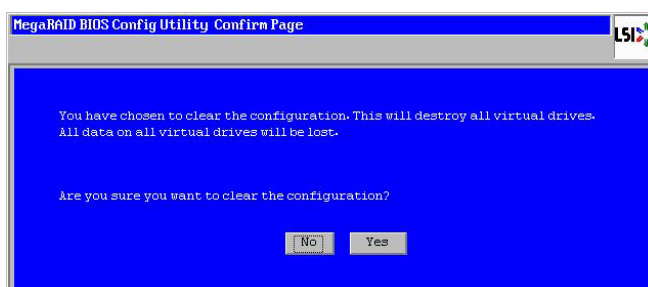 MegaRAID BIOS Config Utility Confirm Page
LSI
You have chosen to clear the configuration. This will destroy all virtual drives.
All data on all virtual drives will be lost.
Are you sure you want to clear the configuration?
No Yes